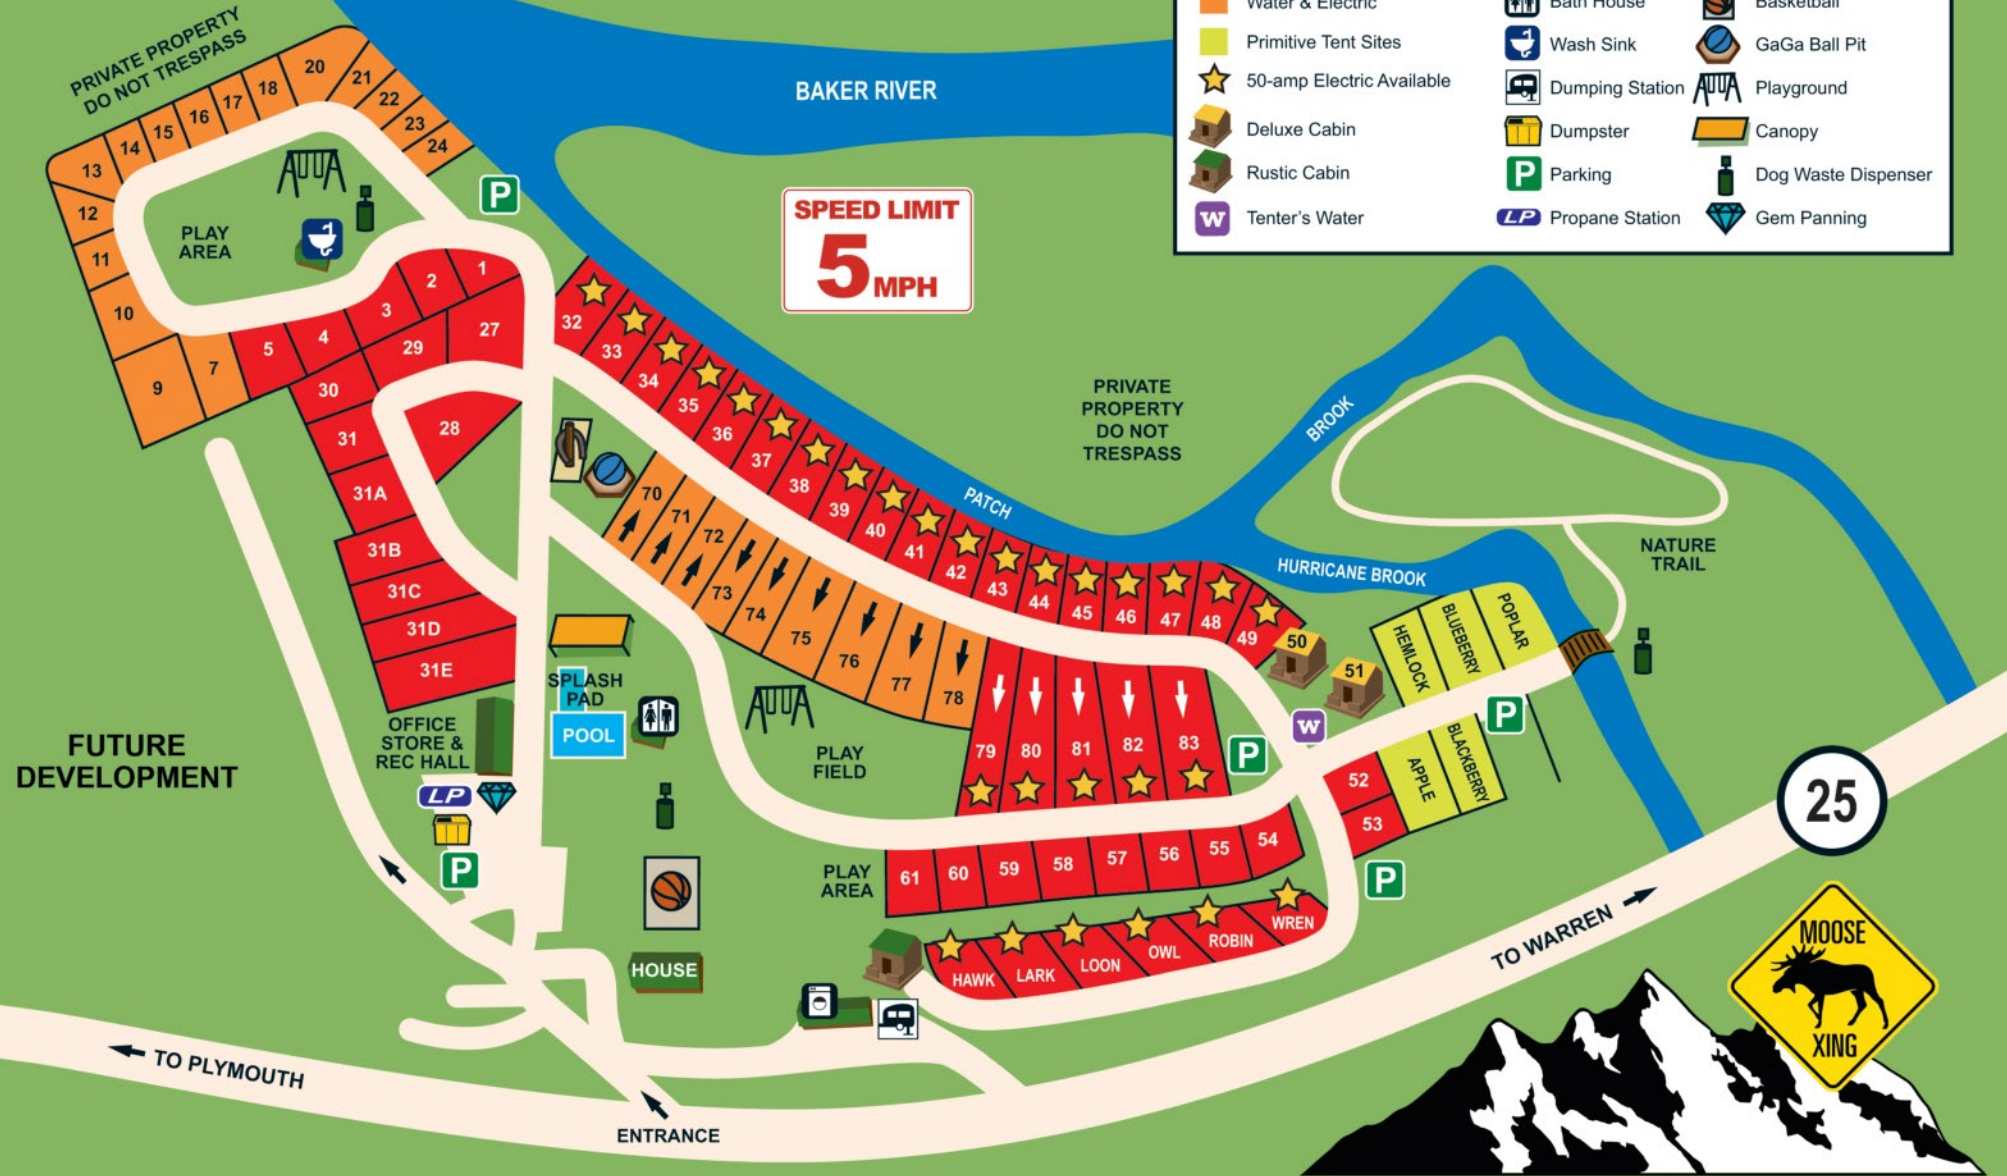 PRIVATE PROPERTY
DO NOT TRESPASS
BAKER RIVER
SPEED LIMIT
5 MPH
Water & Electric
Primitive Tent Sites
50-amp Electric Available
Deluxe Cabin
Rustic Cabin
W Tenter's Water
Bath House
Wash Sink
Dumping Station
Dumpster
P Parking
LP Propane Station
Basketball
GaGa Ball Pit
Playground
Canopy
Dog Waste Dispenser
Gem Panning
20
21
22
23
24
18
17
16
15
14
13
12
11
10
9
7
PLAY
AREA
P
1
2
3
4
5
27
29
30
28
31
31A
31B
31C
31D
31E
32
33
34
35
36
37
38
39
40
41
42
43
44
45
46
47
48
49
50
51
PATCH
BROOK
PRIVATE
PROPERTY
DO NOT
TRESPASS
HURRICANE BROOK
NATURE
TRAIL
70
71
72
73
74
75
76
77
78
79
80
81
82
83
HEMLOCK
BLUEBERRY
POPLAR
APPLE
BLACKBERRY
W
P
P
52
53
P
SPLASH
PAD
POOL
OFFICE
STORE &
REC HALL
LP
P
FUTURE
DEVELOPMENT
PLAY
FIELD
PLAY
AREA
61
60
59
58
57
56
55
54
HAWK
LARK
LOON
OWL
ROBIN
WREN
HOUSE
25
TO WARREN
MOOSE
XING
TO PLYMOUTH
ENTRANCE